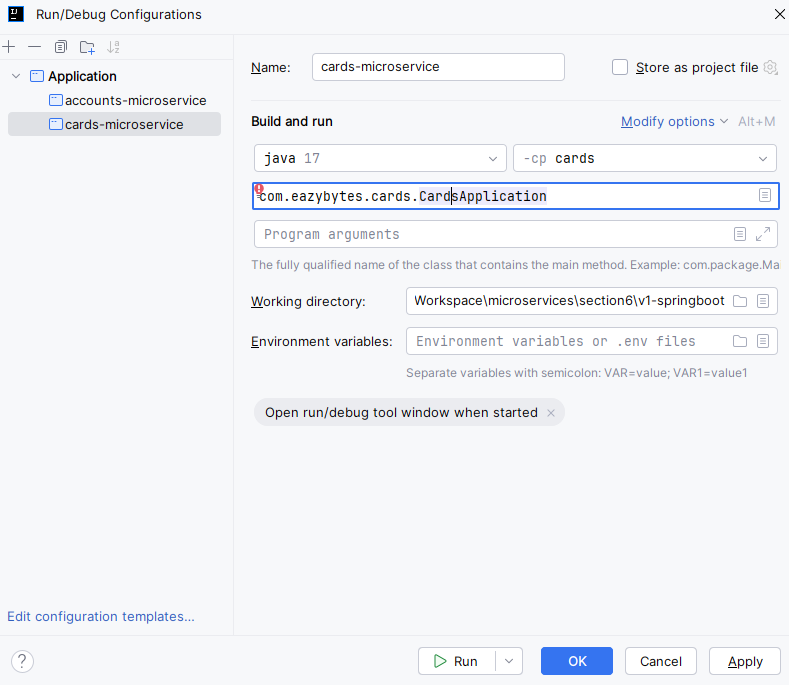 Run/Debug Configurations
Application
accounts-microservice
cards-microservice
Edit configuration templates...
Name: cards-microservice Store as project file
Build and run Modify options Alt+M
java 17 -cp cards
com.eazybytes.cards.CardsApplication
Program arguments
The fully qualified name of the class that contains the main method. Example: com.package.Ma
Working directory: Workspace\microservices\section6\v1-springboot
Environment variables: Environment variables or .env files
Separate variables with semicolon: VAR=value; VAR1=value1
Open run/debug tool window when started
? Run OK Cancel Apply